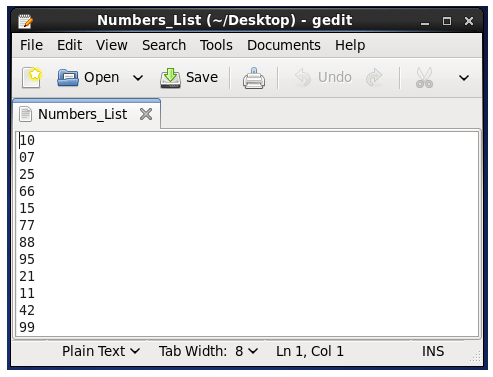 Numbers_List (~/Desktop) - gedit
File Edit View Search Tools Documents Help
Open Save Undo
Numbers_List
10
07
25
66
15
77
88
95
21
11
42
99
Plain Text Tab Width: 8 Ln 1, Col 1 INS